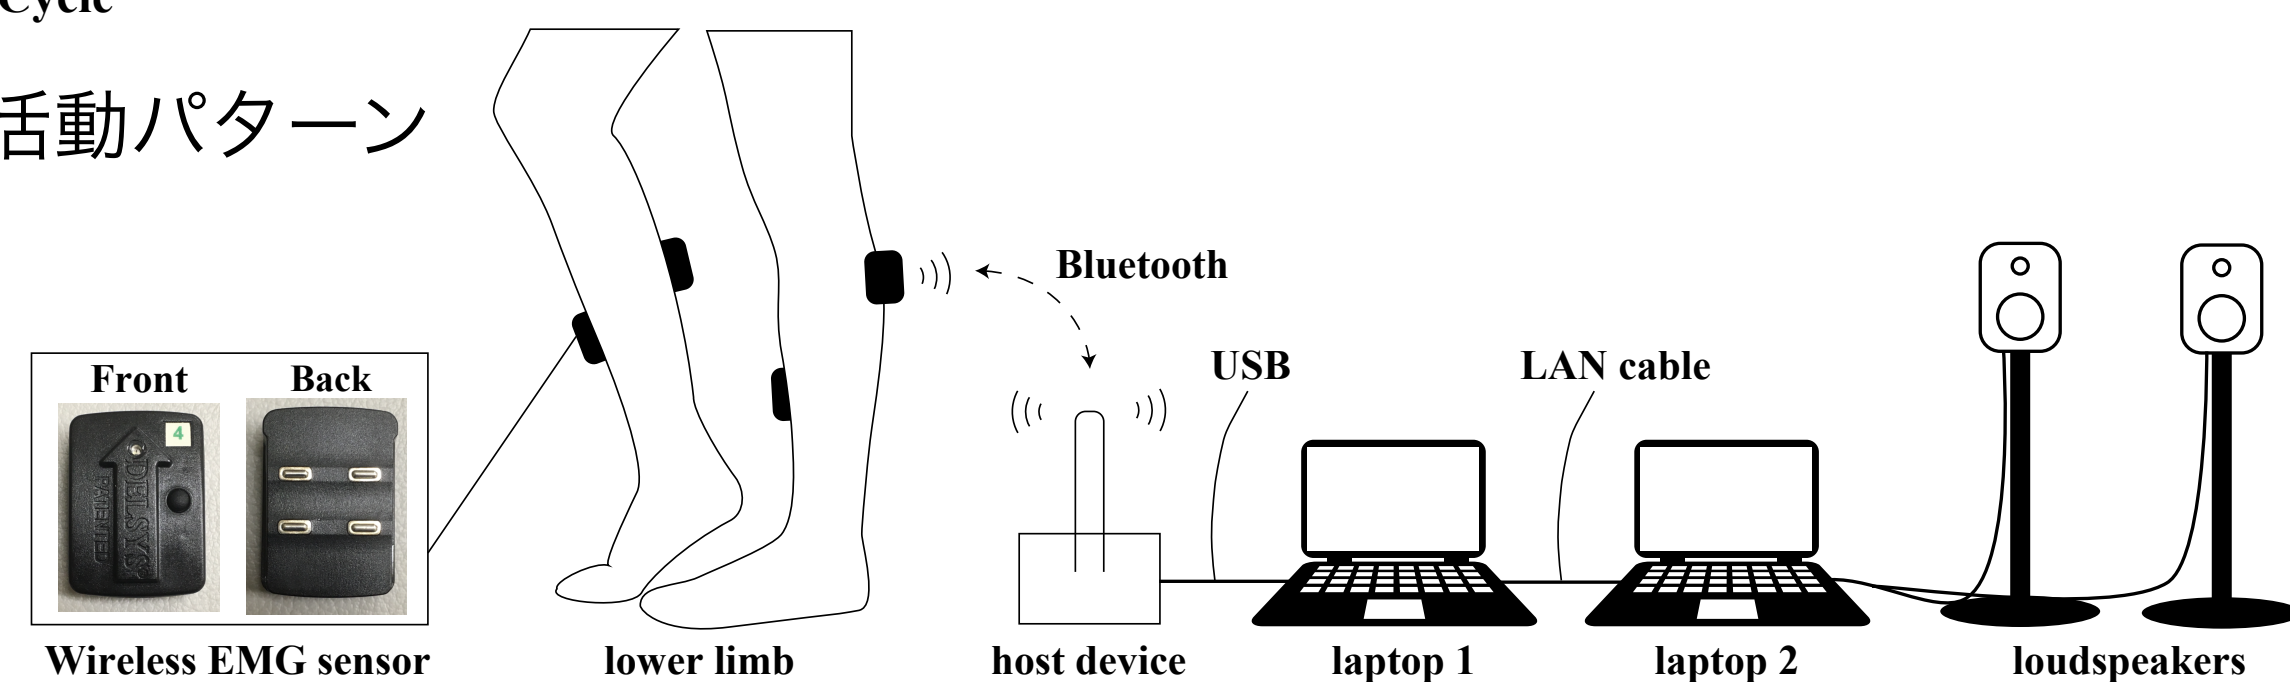 Cycle
活動パターン
Bluetooth
USB
LAN cable
Front
Back
4
DELSYS
PATENTED
Wireless EMG sensor
lower limb
host device
laptop 1
laptop 2
loudspeakers